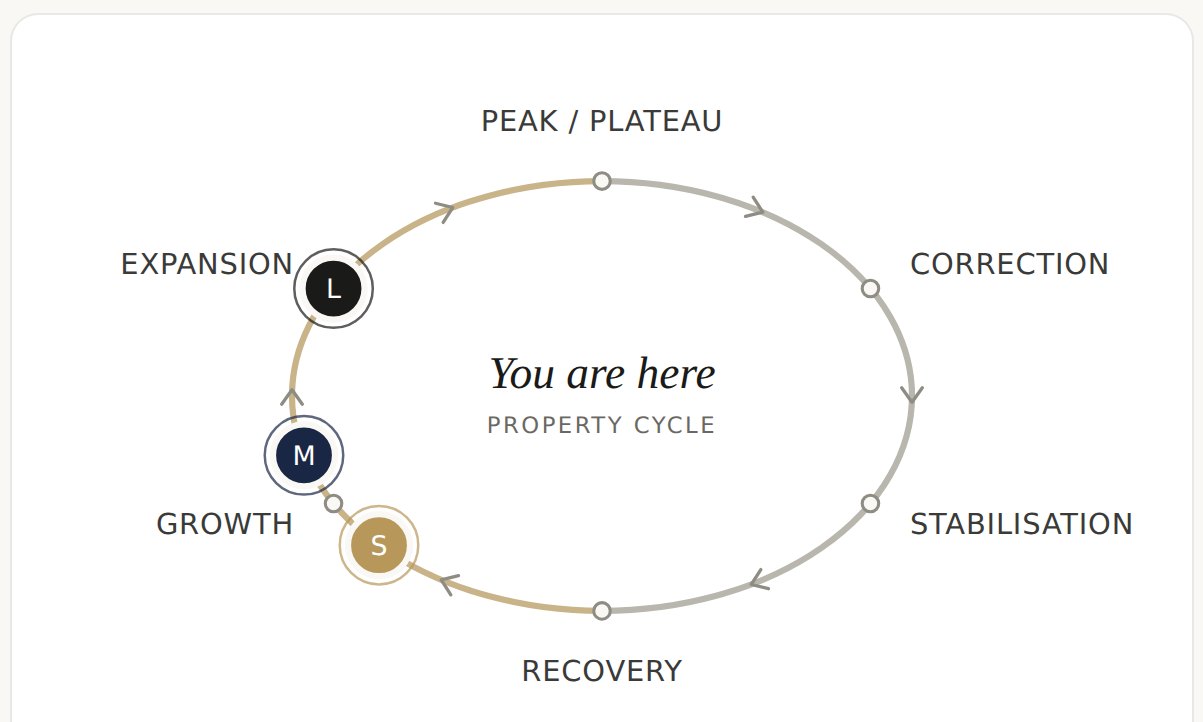 PEAK / PLATEAU
EXPANSION
CORRECTION
L
You are here
PROPERTY CYCLE
M
GROWTH
STABILISATION
S
RECOVERY